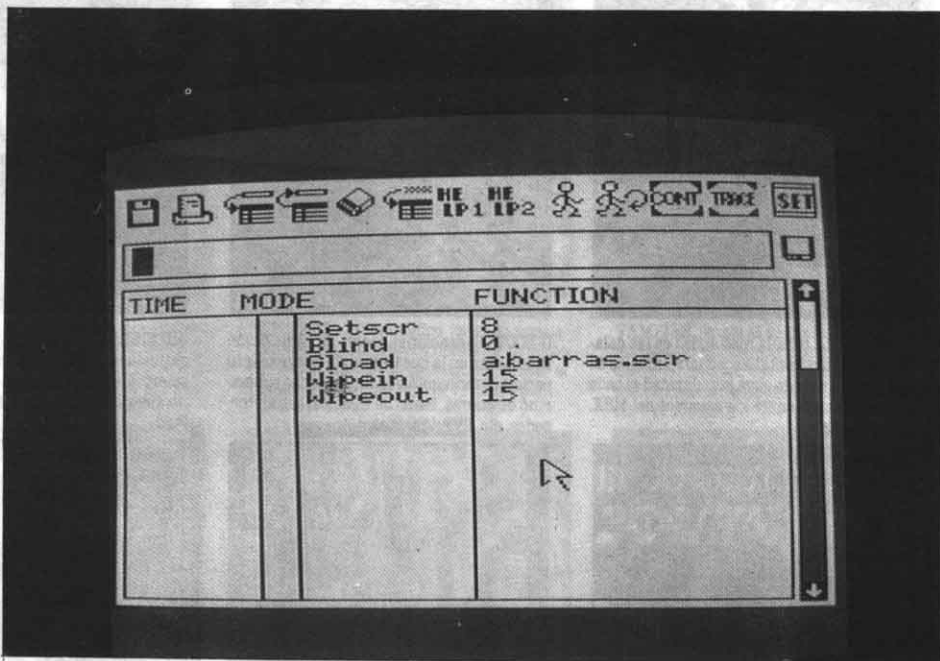 HE LP1 HE LP2 CONT TRACE SET
TIME MODE FUNCTION
Setscr 8
Blind 0
Gload a:barras.scr
Wipein 15
Wipeout 15